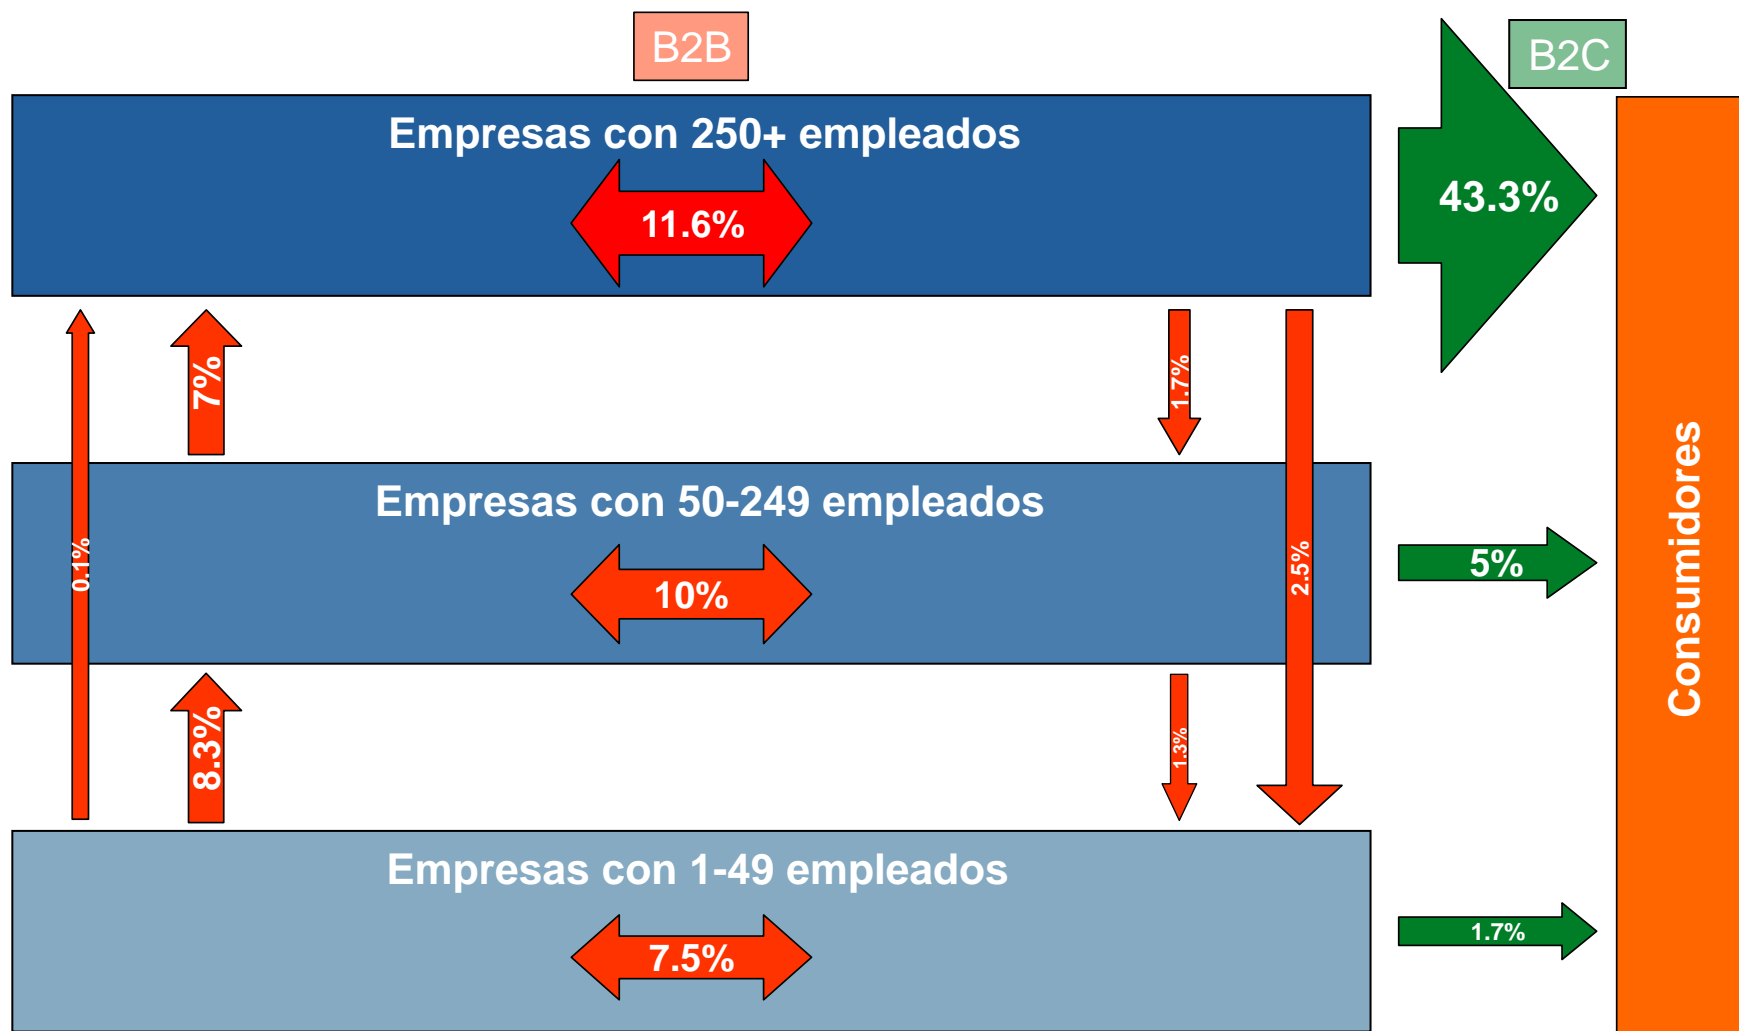 B2B
B2C
Empresas con 250+ empleados
11.6%
43.3%
7%
1.7%
Empresas con 50-249 empleados
0.1%
10%
2.5%
5%
Consumidores
8.3%
1.3%
Empresas con 1-49 empleados
7.5%
1.7%